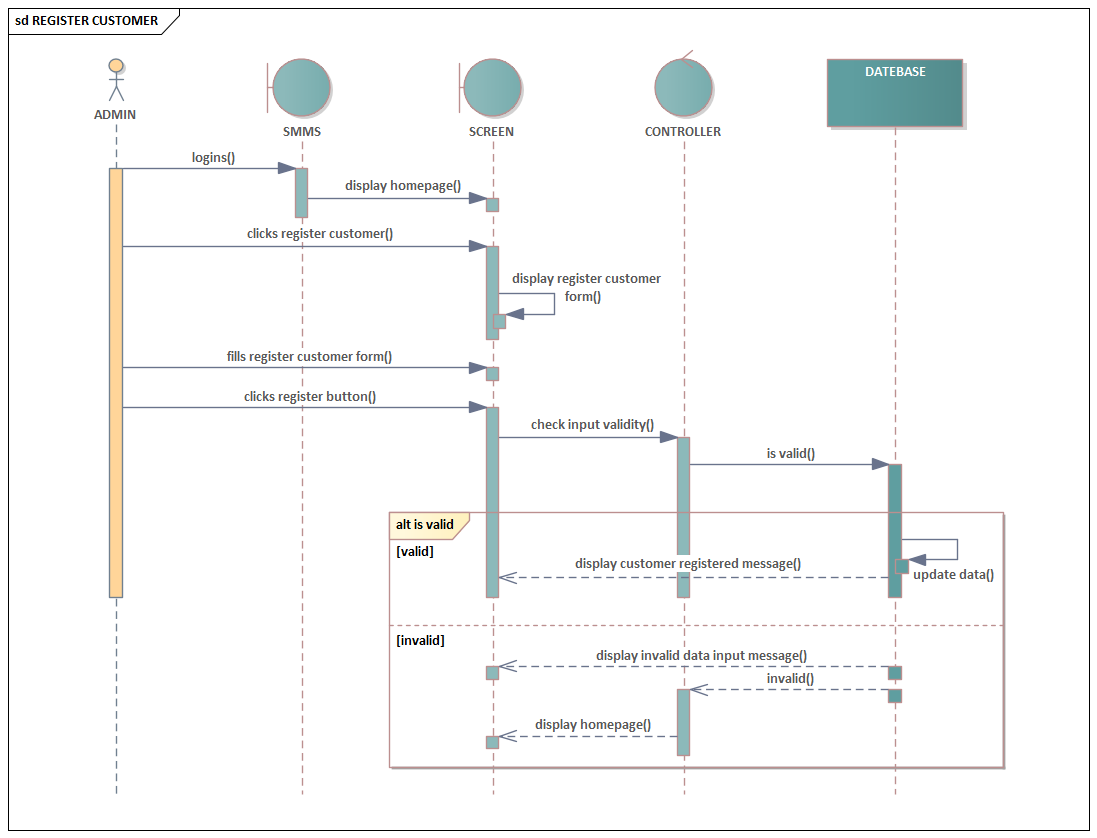 sd REGISTER CUSTOMER
ADMIN
SMMS
SCREEN
CONTROLLER
DATEBASE
logins()
display homepage()
clicks register customer()
display register customer
form()
fills register customer form()
clicks register button()
check input validity()
is valid()
alt is valid
[valid]
display customer registered message()
update data()
[invalid]
display invalid data input message()
invalid()
display homepage()